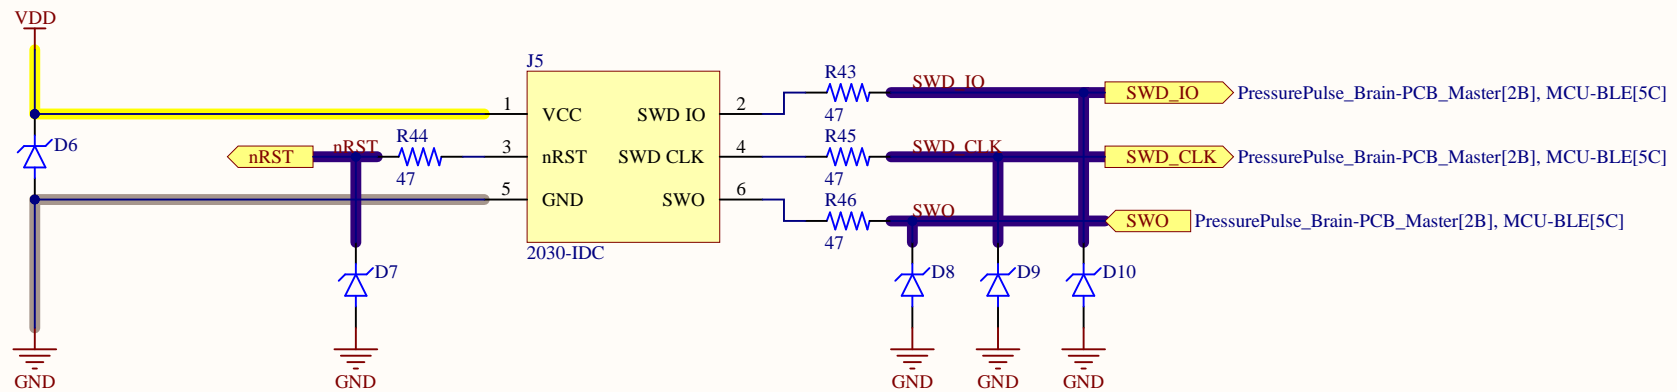 VDD
D6
GND
nRST
nRST
R44
47
D7
GND
J5
1
VCC
3
nRST
5
GND
SWD IO
2
SWD CLK
4
SWO
6
2030-IDC
R43
47
R45
47
R46
47
SWD_IO
SWD_IO
PressurePulse_Brain-PCB_Master[2B], MCU-BLE[5C]
SWD_CLK
SWD_CLK
PressurePulse_Brain-PCB_Master[2B], MCU-BLE[5C]
SWO
SWO
PressurePulse_Brain-PCB_Master[2B], MCU-BLE[5C]
D8
D9
D10
GND
GND
GND